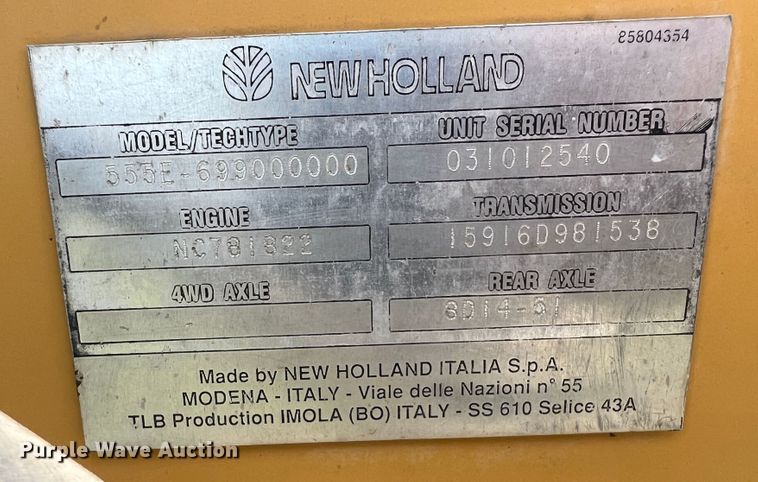 85804354
NEW HOLLAND
MODEL/TECHTYPE
555E-699000000
UNIT SERIAL NUMBER
031012540
ENGINE
NC781822
TRANSMISSION
15916D981538
4WD AXLE
REAR AXLE
8D14-51
Made by NEW HOLLAND ITALIA S.p.A.
MODENA - ITALY - Viale delle Nazioni n° 55
TLB Production IMOLA (BO) ITALY - SS 610 Selice 43A
Purple Wave Auction